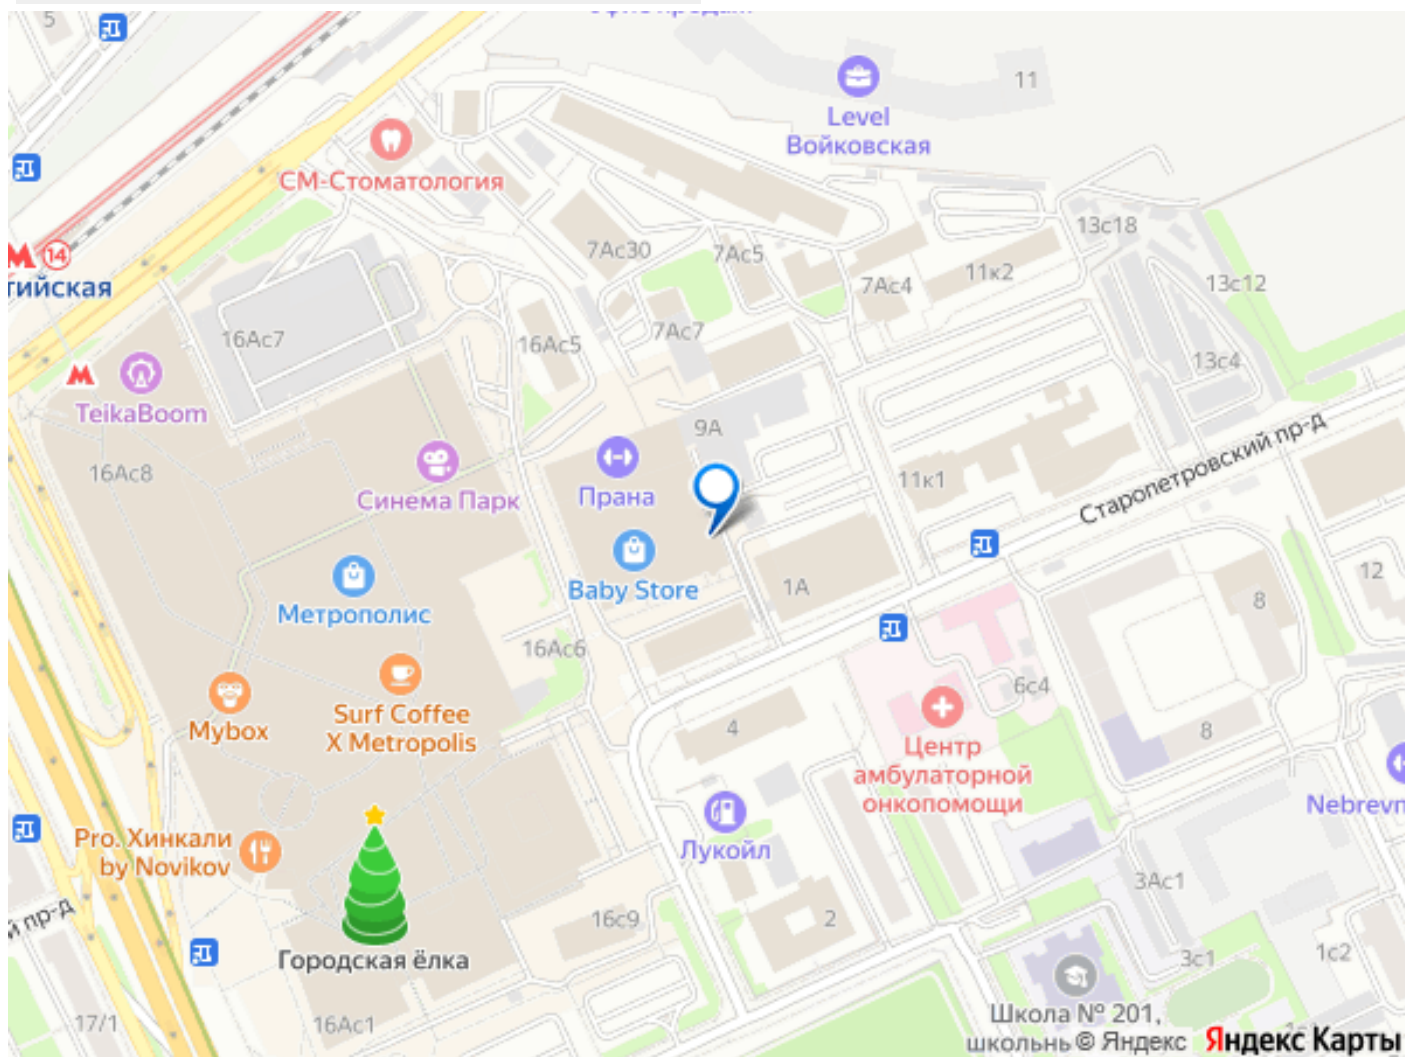 5
11
Level
Войковская
СМ-Стоматология
13с18
7Ас30
7Ас5
14
11к2
7Ас4
13с12
тийская
7Ас7
16Ас7
16Ас5
13с4
TeikaBoom
9А
Старопетровский пр-д
16Ас8
Синема Парк
Прана
11к1
Baby Store
1А
12
8
Метрополис
16Ас6
6с4
Surf Coffee
X Metropolis
Mybox
4
8
Центр
амбулаторной
онкопомощи
Nebrevn
Pro. Хинкали
by Novikov
Лукойл
3Ас1
й пр-д
16с9
2
Городская ёлка
3с1
1с2
17/1
16Ас1
Школа № 201,
школьнь © Яндекс Яндекс Карты